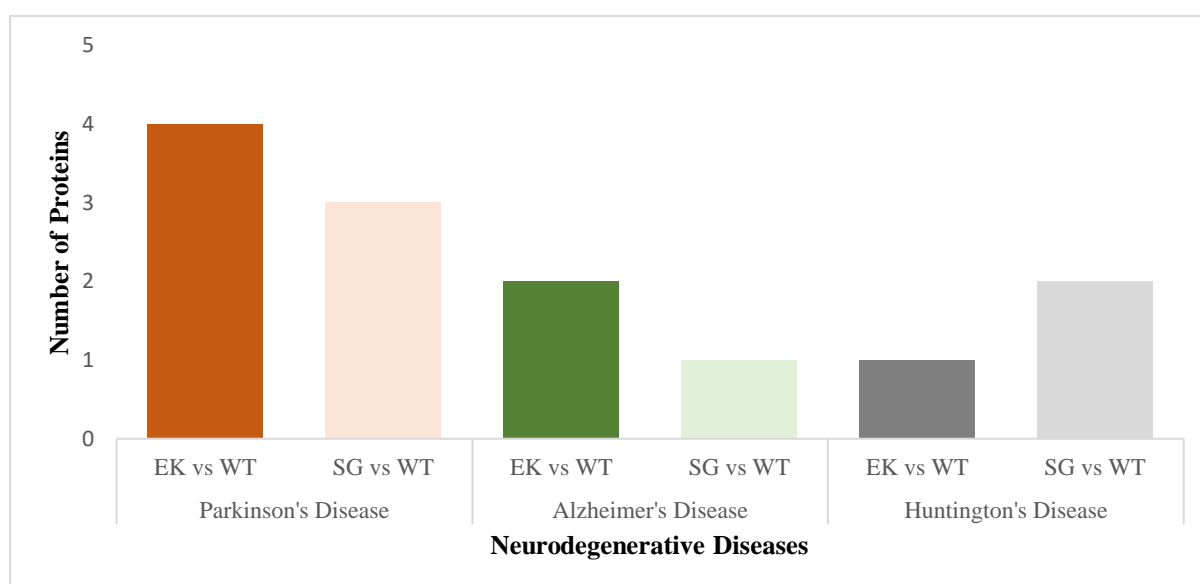 5
4
3
2
1
0
Number of Proteins
EK vs WT SG vs WT EK vs WT SG vs WT EK vs WT SG vs WT
Parkinson's Disease Alzheimer's Disease Huntington's Disease
Neurodegenerative Diseases